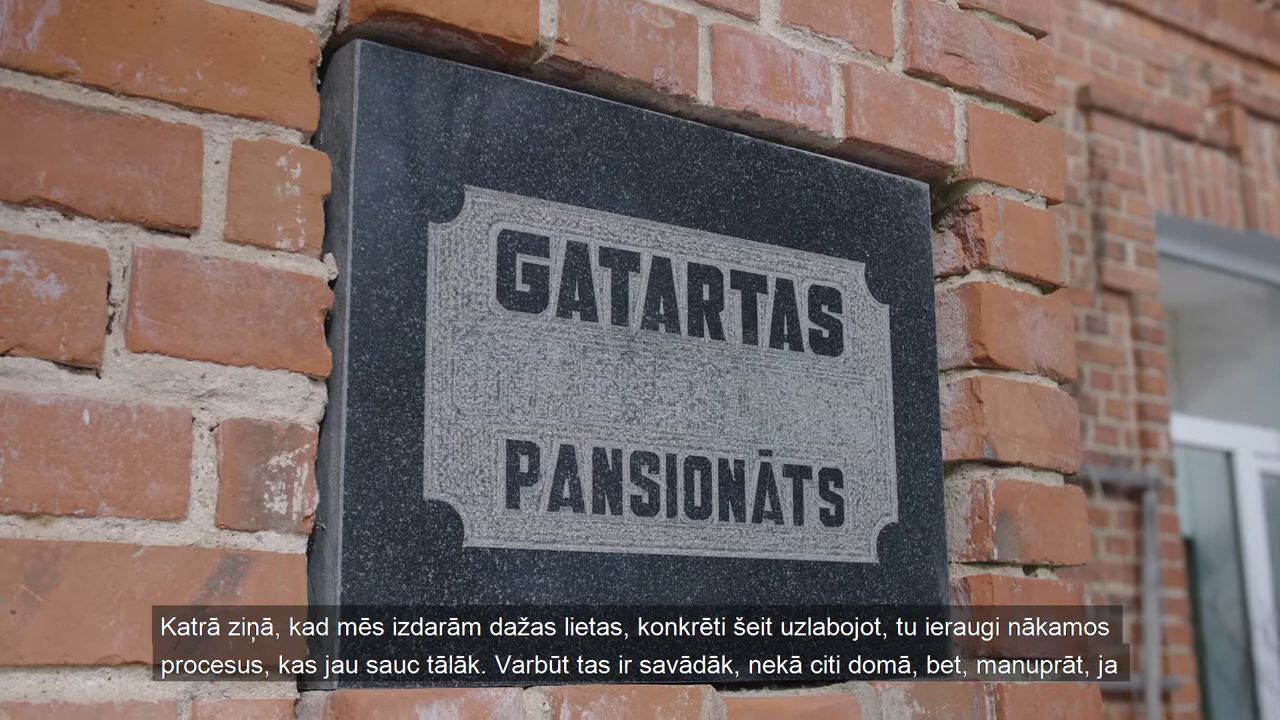 GATARTAS
PANSIONĀTS
Katrā ziņā, kad mēs izdarām dažas lietas, konkrēti šeit uzlabojot, tu ieraugi nākamos
procesus, kas jau sauc tālāk. Varbūt tas ir savādāk, nekā citi domā, bet, manuprāt, ja